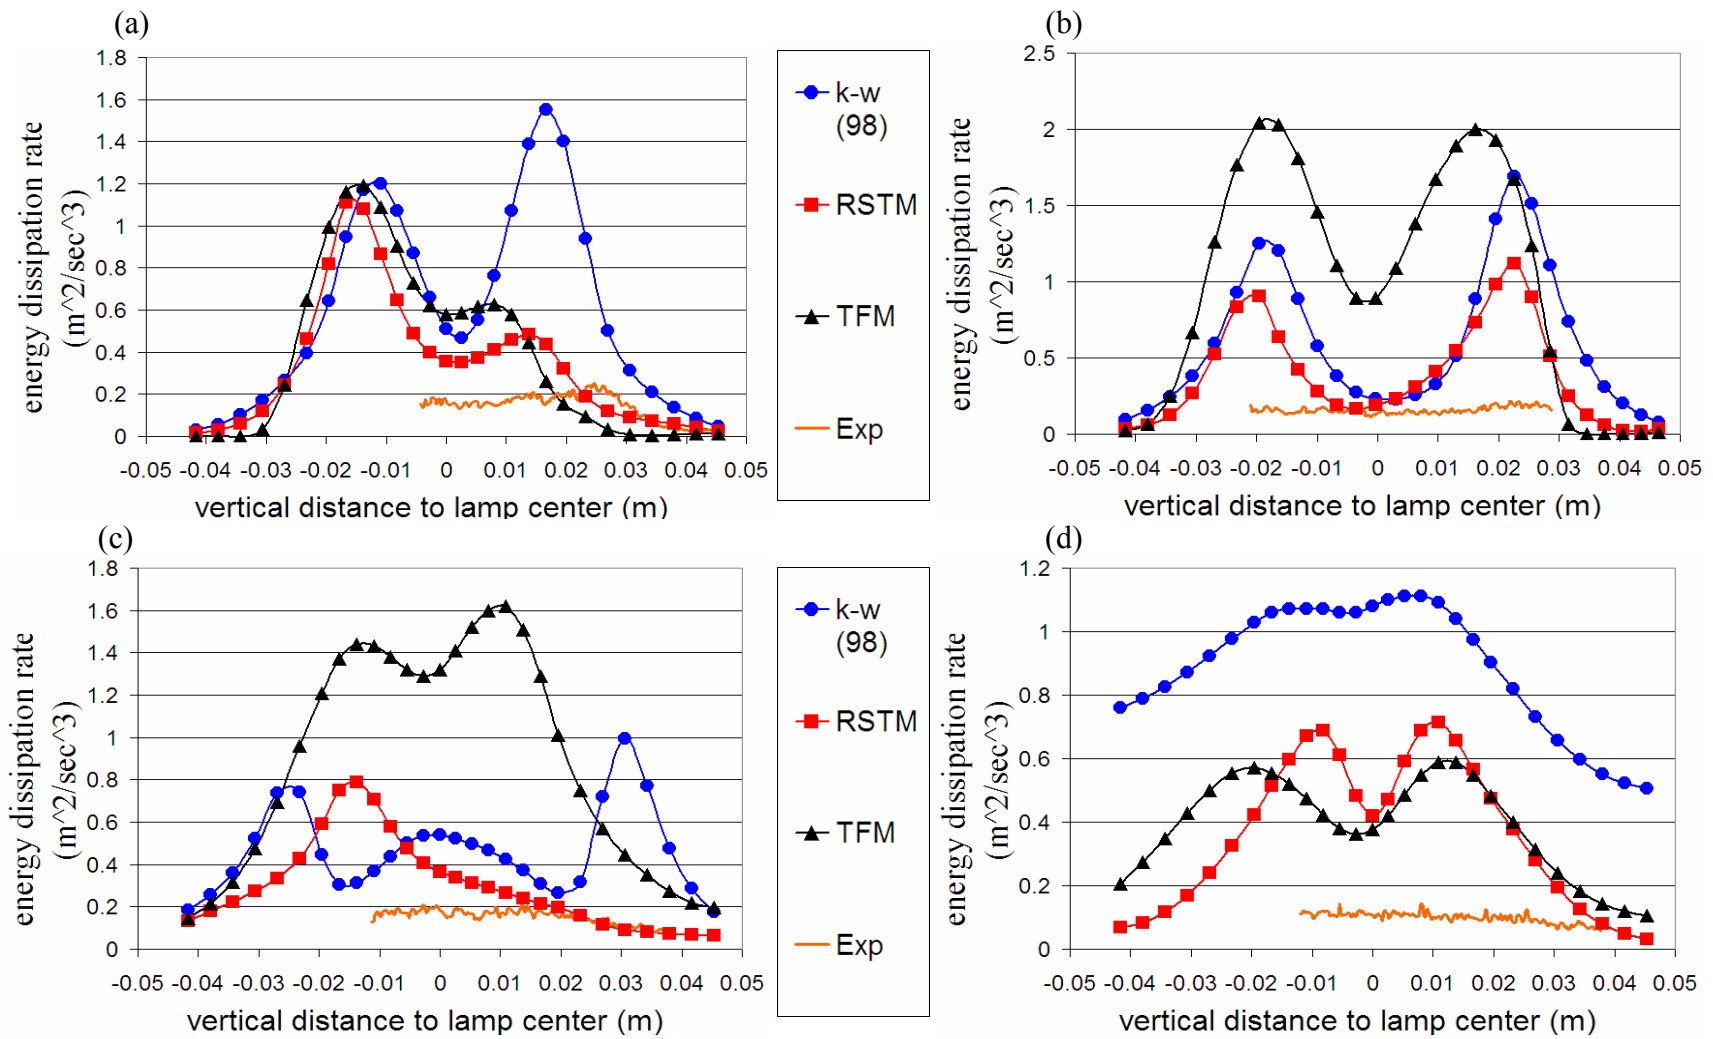 (a)
energy dissipation rate
(m^2/sec^3)
1.8
1.6
1.4
1.2
1
0.8
0.6
0.4
0.2
0
-0.05 -0.04 -0.03 -0.02 -0.01 0 0.01 0.02 0.03 0.04 0.05
vertical distance to lamp center (m)
k-w
(98)
RSTM
TFM
Exp
(b)
energy dissipation rate
(m^2/sec^3)
2.5
2
1.5
1
0.5
0
-0.05 -0.04 -0.03 -0.02 -0.01 0 0.01 0.02 0.03 0.04 0.05
vertical distance to lamp center (m)
(c)
energy dissipation rate
(m^2/sec^3)
1.8
1.6
1.4
1.2
1
0.8
0.6
0.4
0.2
0
-0.05 -0.04 -0.03 -0.02 -0.01 0 0.01 0.02 0.03 0.04 0.05
vertical distance to lamp center (m)
k-w
(98)
RSTM
TFM
Exp
(d)
energy dissipation rate
(m^2/sec^3)
1.2
1
0.8
0.6
0.4
0.2
0
-0.05 -0.04 -0.03 -0.02 -0.01 0 0.01 0.02 0.03 0.04 0.05
vertical distance to lamp center (m)